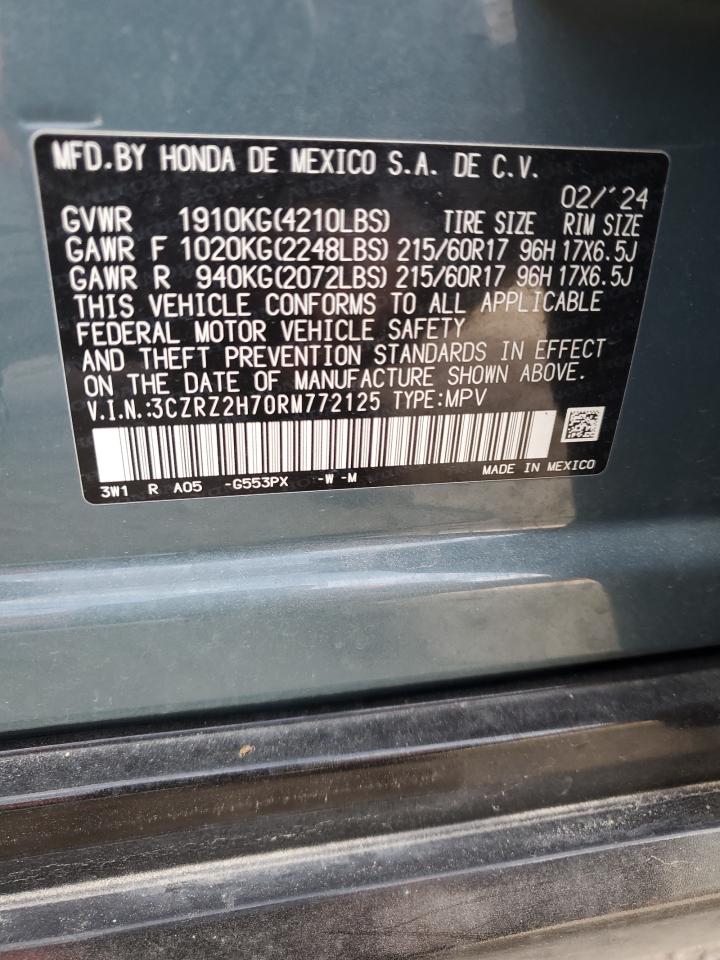 MFD.BY HONDA DE MEXICO S.A. DE C.V.
02/'24
GVWR 1910KG(4210LBS) TIRE SIZE RIM SIZE
GAWR F 1020KG(2248LBS) 215/60R17 96H 17X6.5J
GAWR R 940KG(2072LBS) 215/60R17 96H 17X6.5J
THIS VEHICLE CONFORMS TO ALL APPLICABLE
FEDERAL MOTOR VEHICLE SAFETY
AND THEFT PREVENTION STANDARDS IN EFFECT
ON THE DATE OF MANUFACTURE SHOWN ABOVE.
V.I.N.:3CZRZ2H70RM772125 TYPE:MPV
MADE IN MEXICO
3W1 R A05 -G553PX -W -M